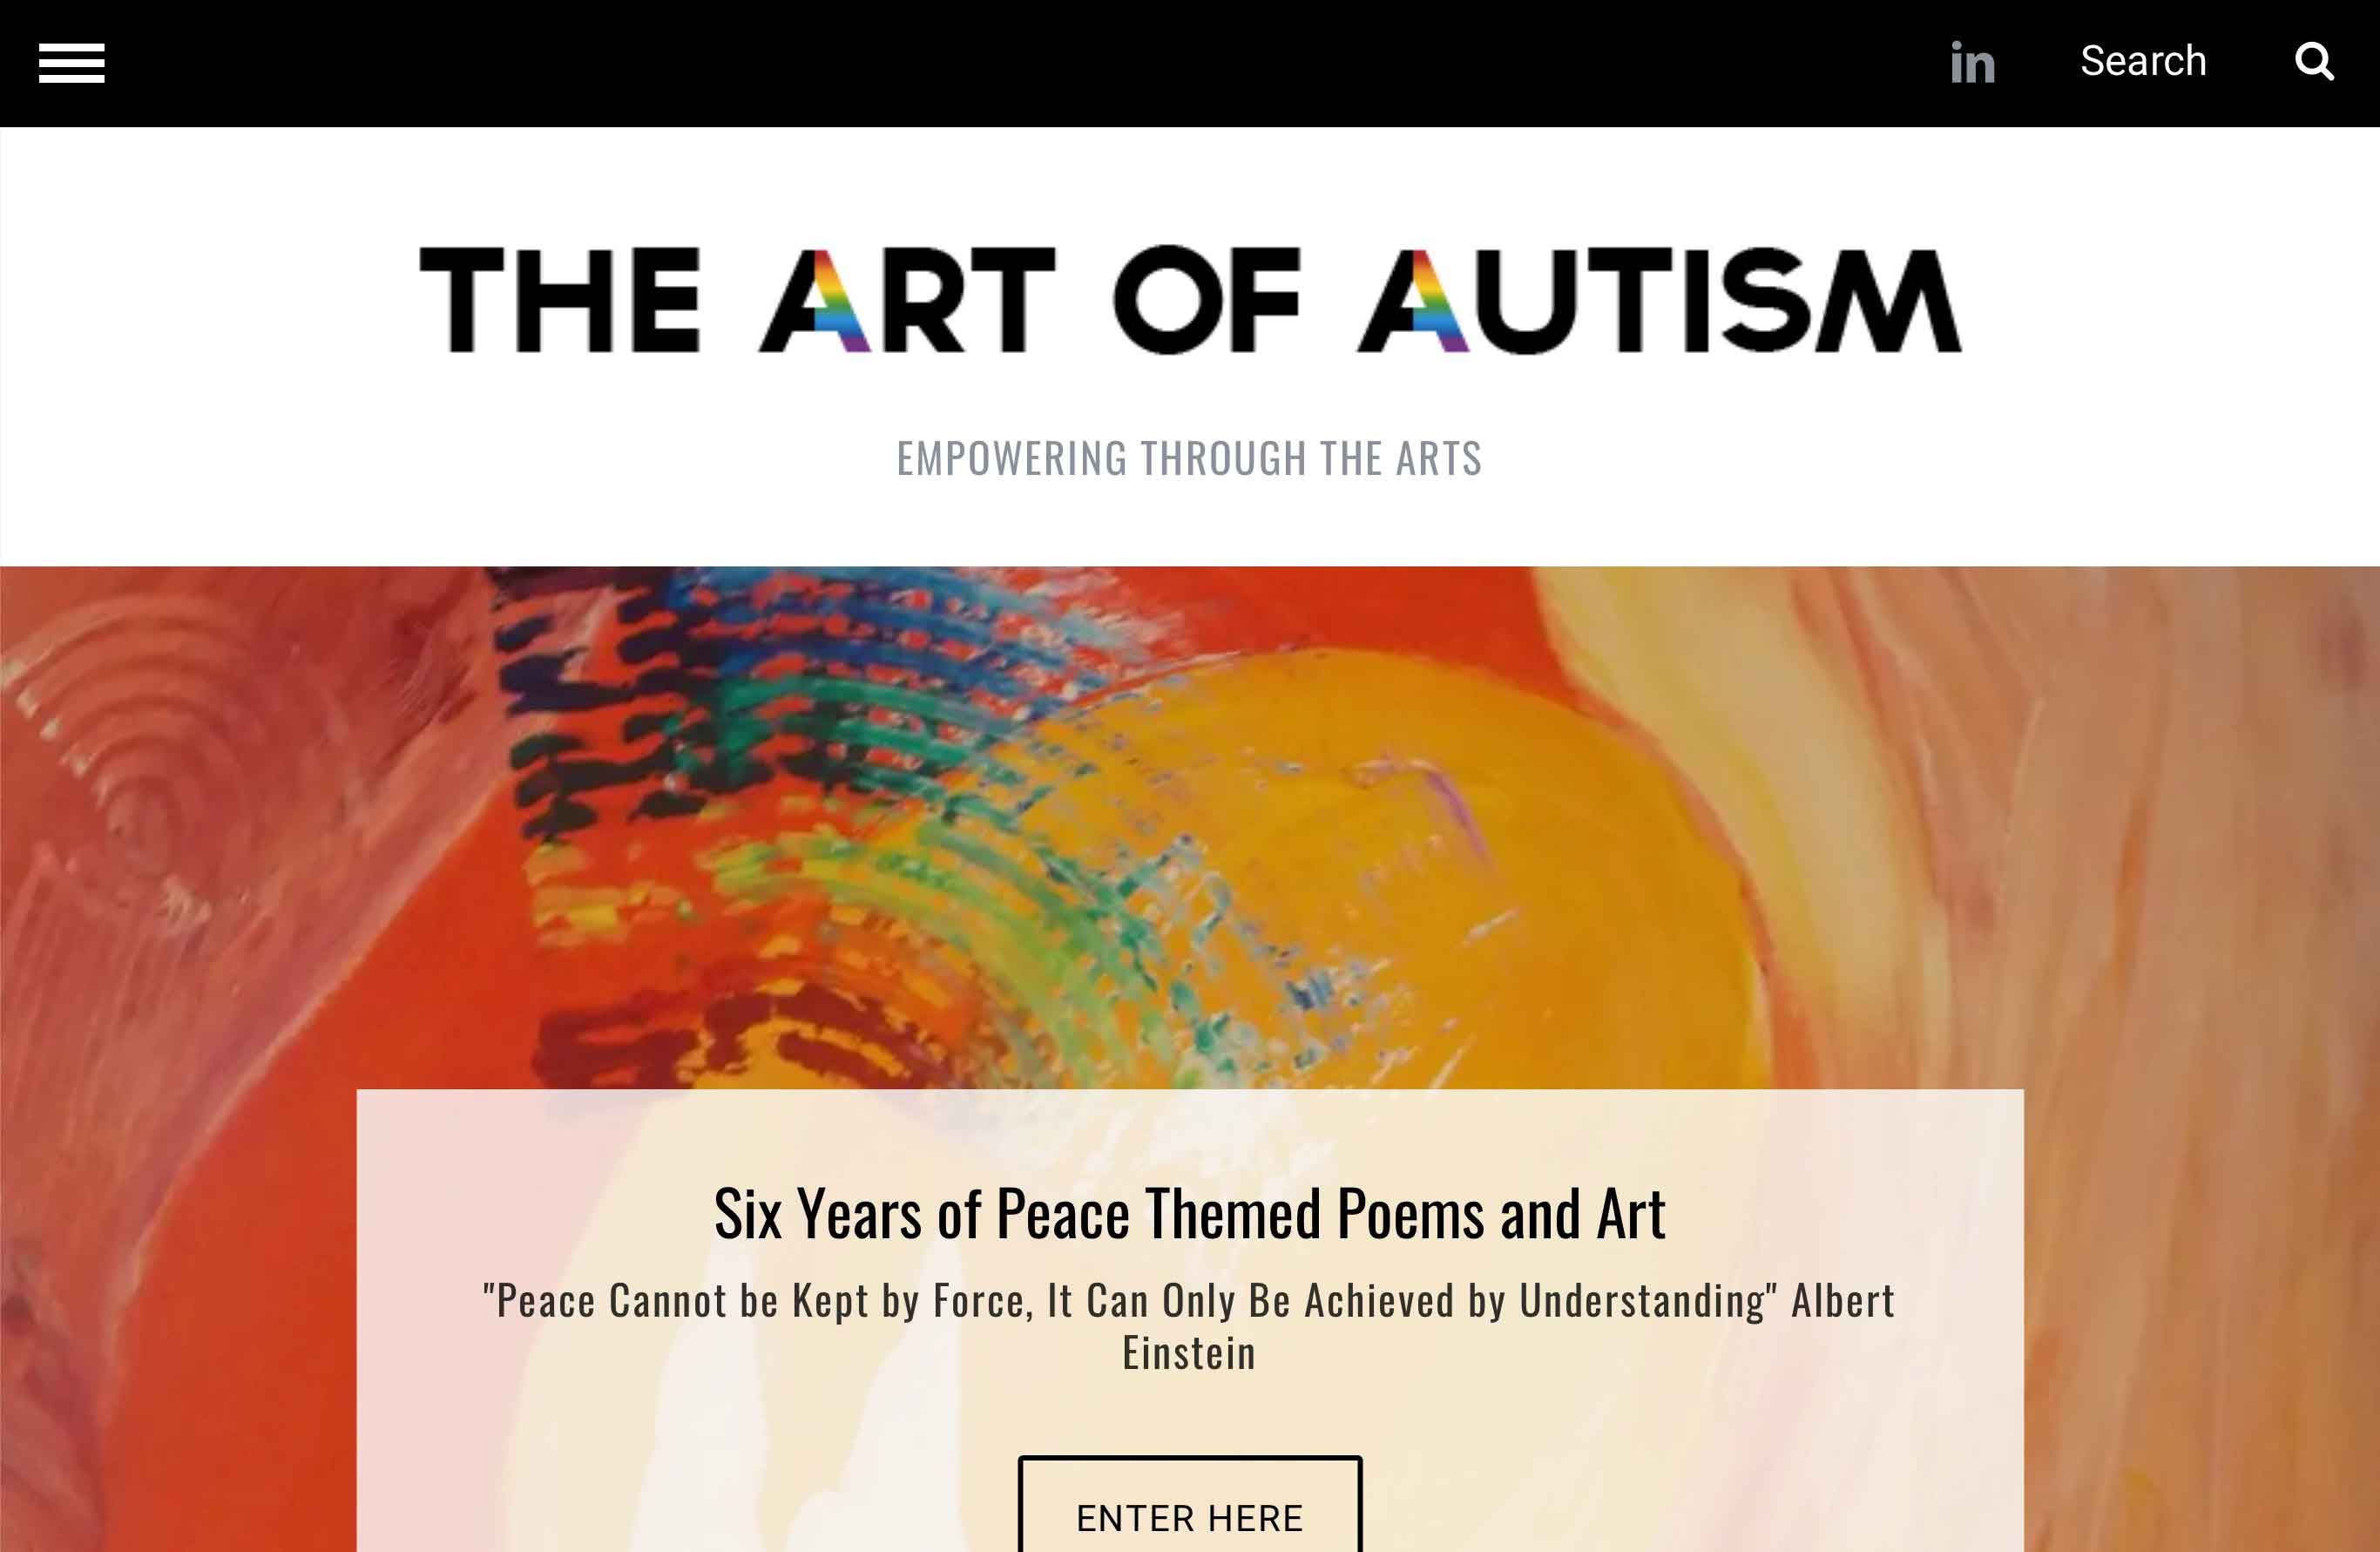 in Search
THE ART OF AUTISM
EMPOWERING THROUGH THE ARTS
Six Years of Peace Themed Poems and Art
"Peace Cannot be Kept by Force, It Can Only Be Achieved by Understanding" Albert
Einstein
ENTER HERE